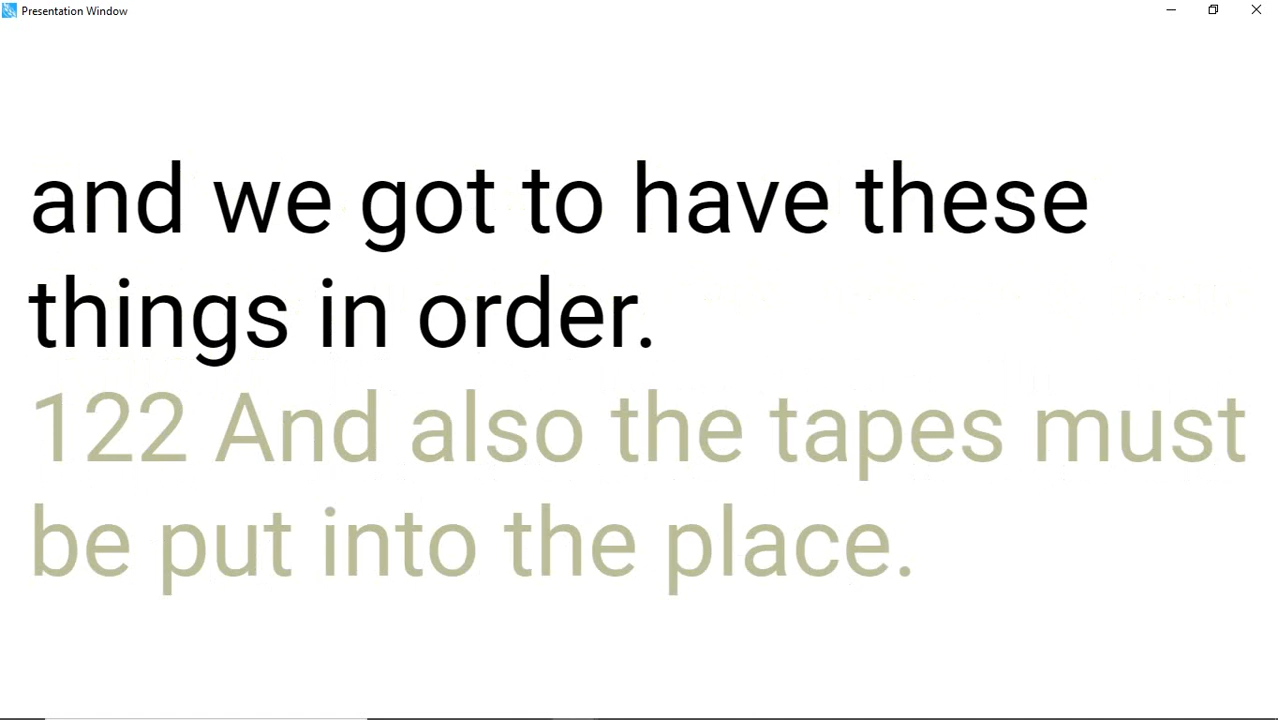 Presentation Window
and we got to have these
things in order.
122 And also the tapes must
be put into the place.